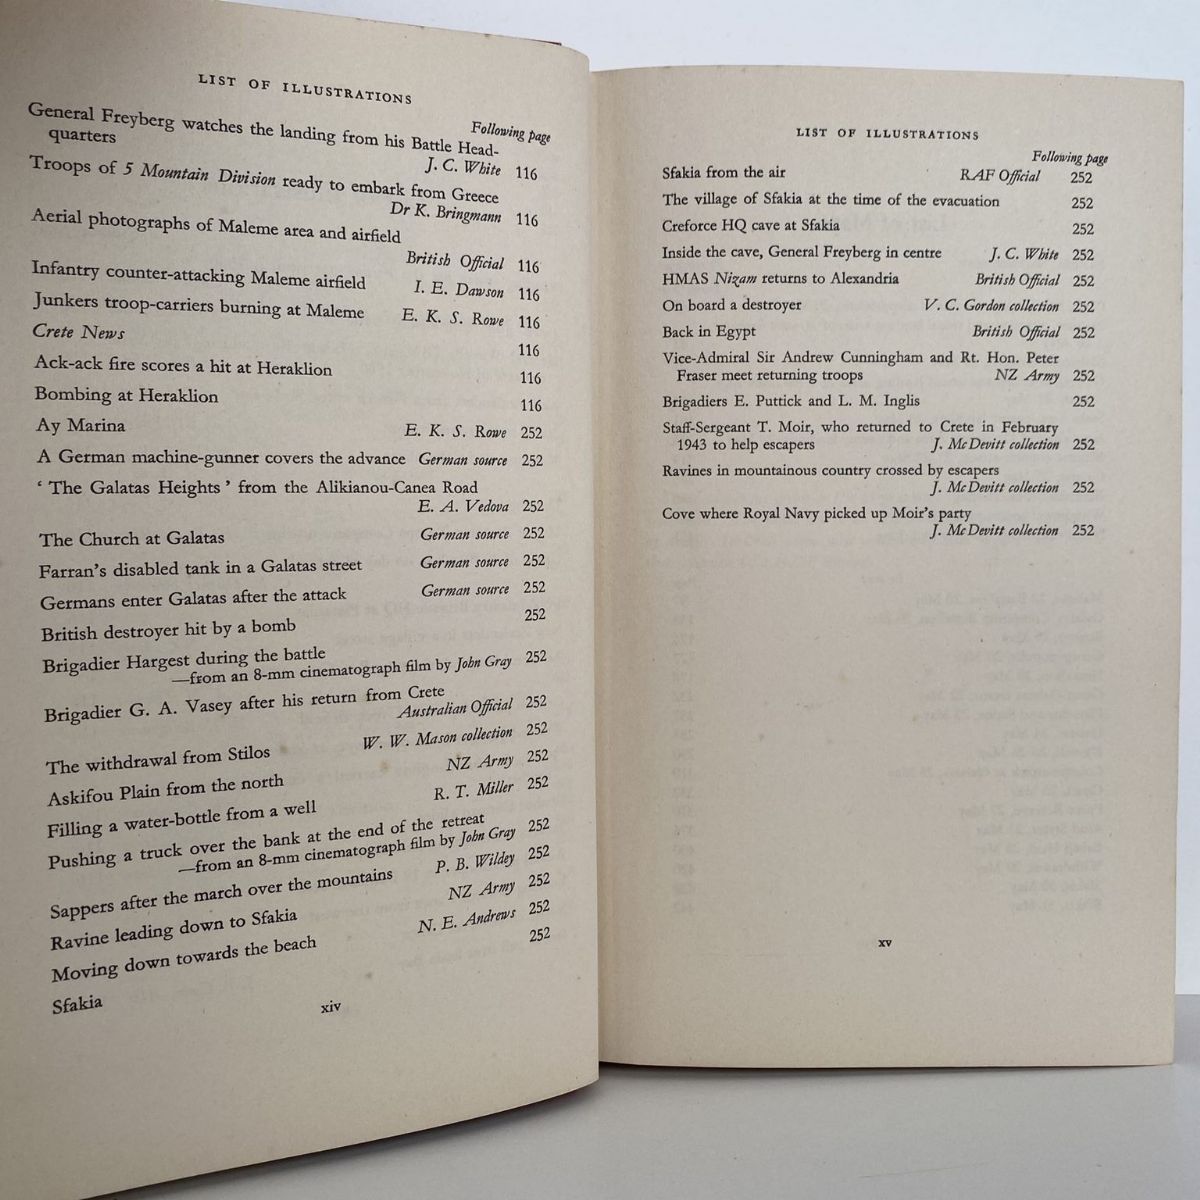 LIST OF ILLUSTRATIONS
Following page
General Freyberg watches the landing from his Battle Head-
quarters J. C. White 116
Troops of 5 Mountain Division ready to embark from Greece
Dr K. Bringmann 116
Aerial photographs of Maleme area and airfield
British Official 116
Infantry counter-attacking Maleme airfield I. E. Dawson 116
Junkers troop-carriers burning at Maleme E. K. S. Rowe 116
Crete News 116
Ack-ack fire scores a hit at Heraklion 116
Bombing at Heraklion 116
Ay Marina E. K. S. Rowe 252
A German machine-gunner covers the advance German source 252
‘ The Galatas Heights ’ from the Alikianou-Canea Road
E. A. Vedova 252
The Church at Galatas German source 252
Farran's disabled tank in a Galatas street German source 252
Germans enter Galatas after the attack German source 252
British destroyer hit by a bomb 252
Brigadier Hargest during the battle
—from an 8-mm cinematograph film by John Gray 252
Brigadier G. A. Vasey after his return from Crete
Australian Official 252
The withdrawal from Stilos W. W. Mason collection 252
Askifou Plain from the north NZ Army 252
Filling a water-bottle from a well R. T. Miller 252
Pushing a truck over the bank at the end of the retreat
—from an 8-mm cinematograph film by John Gray 252
Sappers after the march over the mountains P. B. Wildey 252
Ravine leading down to Sfakia NZ Army 252
Moving down towards the beach N. E. Andrews 252
Sfakia 252
xiv
LIST OF ILLUSTRATIONS
Following page
Sfakia from the air RAF Official 252
The village of Sfakia at the time of the evacuation 252
Creforce HQ cave at Sfakia 252
Inside the cave, General Freyberg in centre J. C. White 252
HMAS Nizam returns to Alexandria British Official 252
On board a destroyer V. C. Gordon collection 252
Back in Egypt British Official 252
Vice-Admiral Sir Andrew Cunningham and Rt. Hon. Peter
Fraser meet returning troops NZ Army 252
Brigadiers E. Puttick and L. M. Inglis 252
Staff-Sergeant T. Moir, who returned to Crete in February
1943 to help escapers J. McDevitt collection 252
Ravines in mountainous country crossed by escapers
J. McDevitt collection 252
Cove where Royal Navy picked up Moir's party
J. McDevitt collection 252
xv